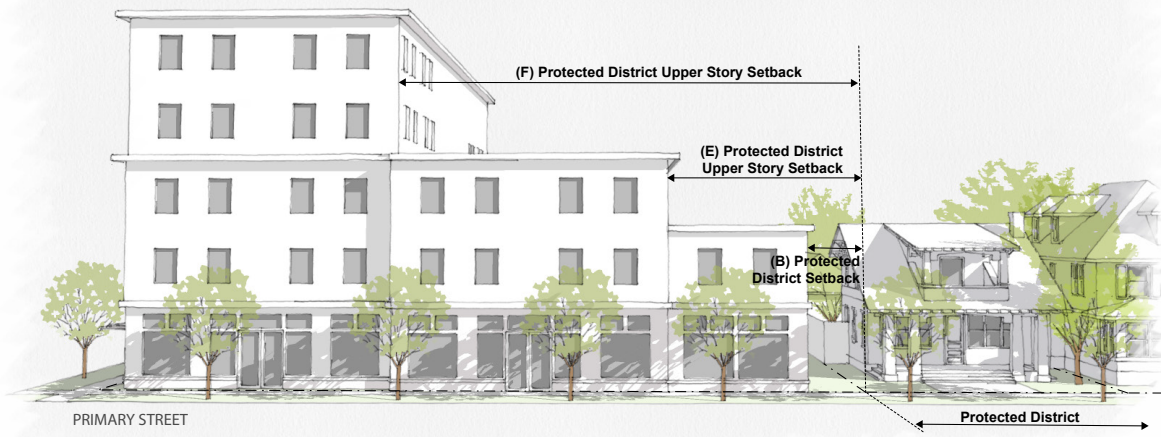 (F) Protected District Upper Story Setback
(E) Protected District
Upper Story Setback
(B) Protected
District Setback
PRIMARY STREET
Protected District